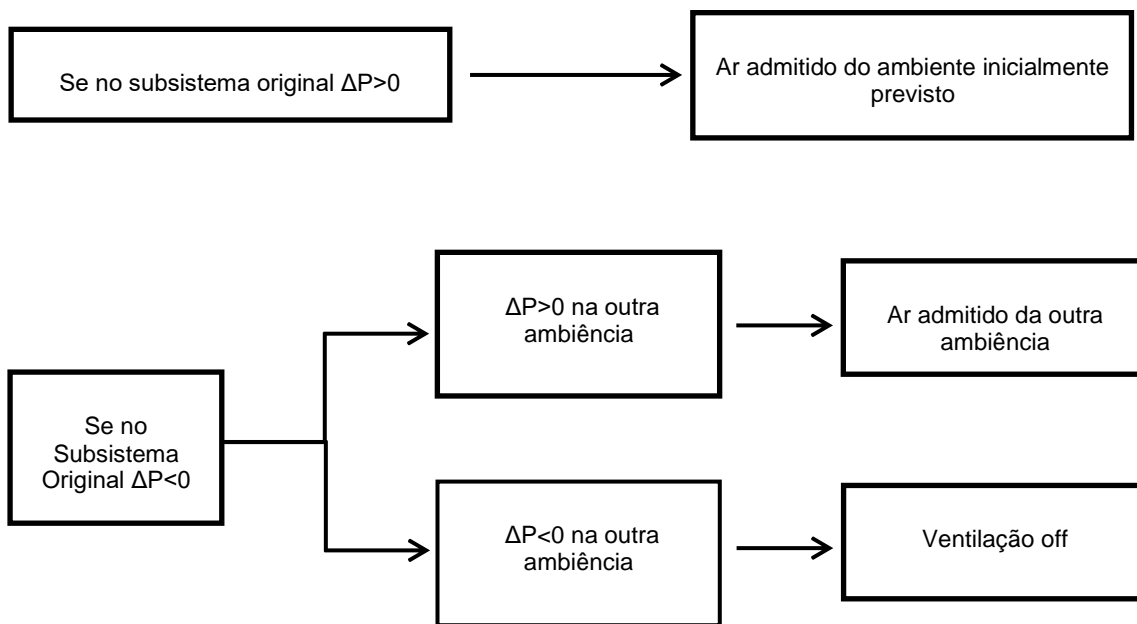 Se no subsistema original ΔP>0
Ar admitido do ambiente inicialmente
previsto
ΔP>0 na outra
ambiência
Ar admitido da outra
ambiência
Se no
Subsistema
Original ΔP<0
ΔP<0 na outra
ambiência
Ventilação off